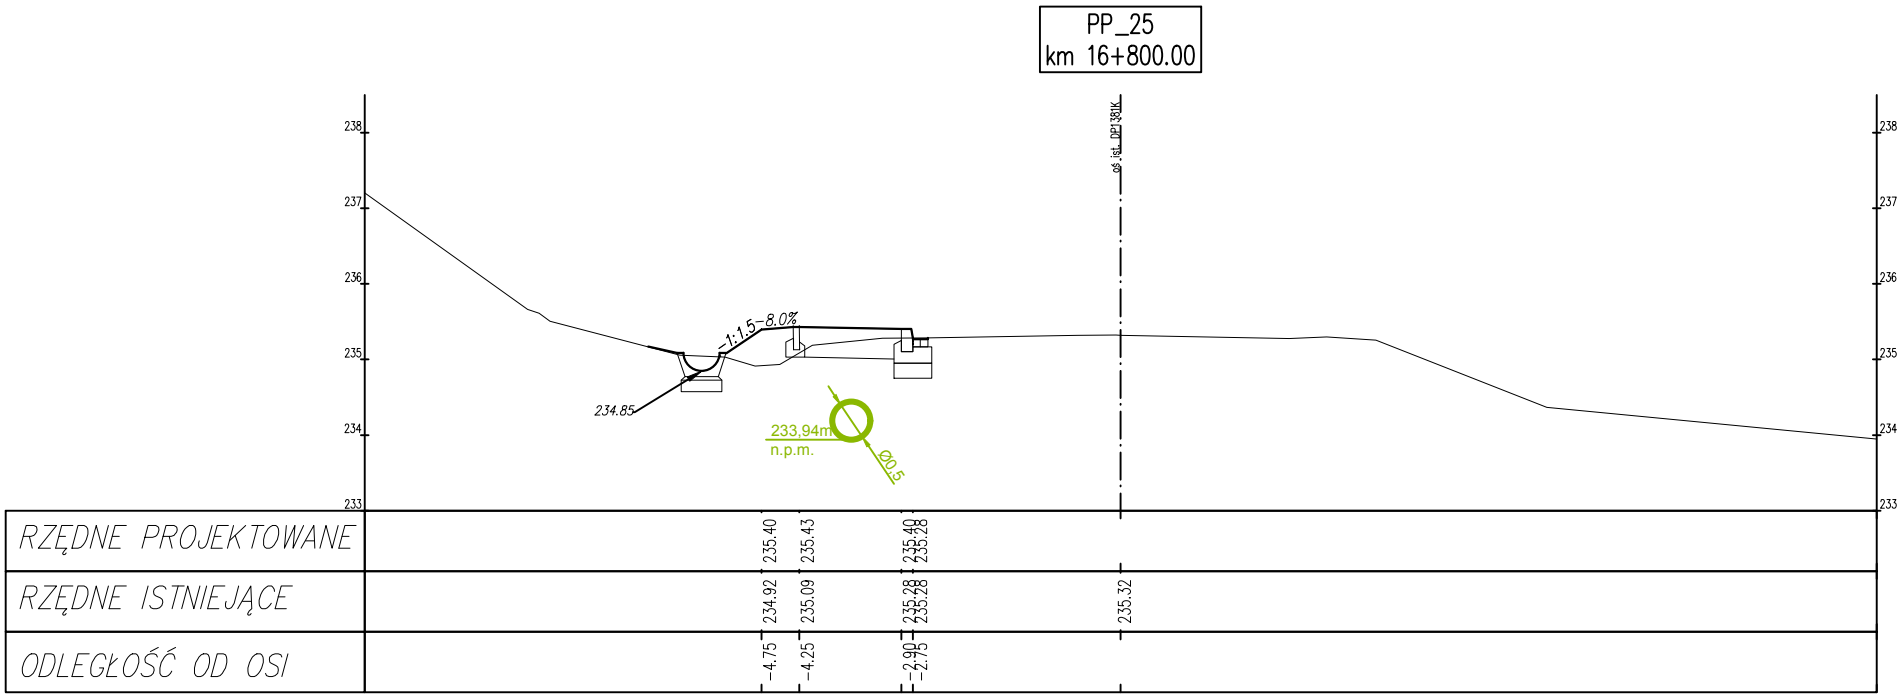 PP_25
km 16+800.00
oś ist. DP1381K
238
238
237
237
236
236
235
235
234
234
233
233
-1:1.5
-8.0%
234.85
233,94m
n.p.m.
Ø0,5
RZĘDNE PROJEKTOWANE 235.40 235.43 235.40 235.28
RZĘDNE ISTNIEJĄCE 234.92 235.09 235.28 235.28 235.32
ODLEGŁOŚĆ OD OSI -4.75 -4.25 -2.90 -2.75